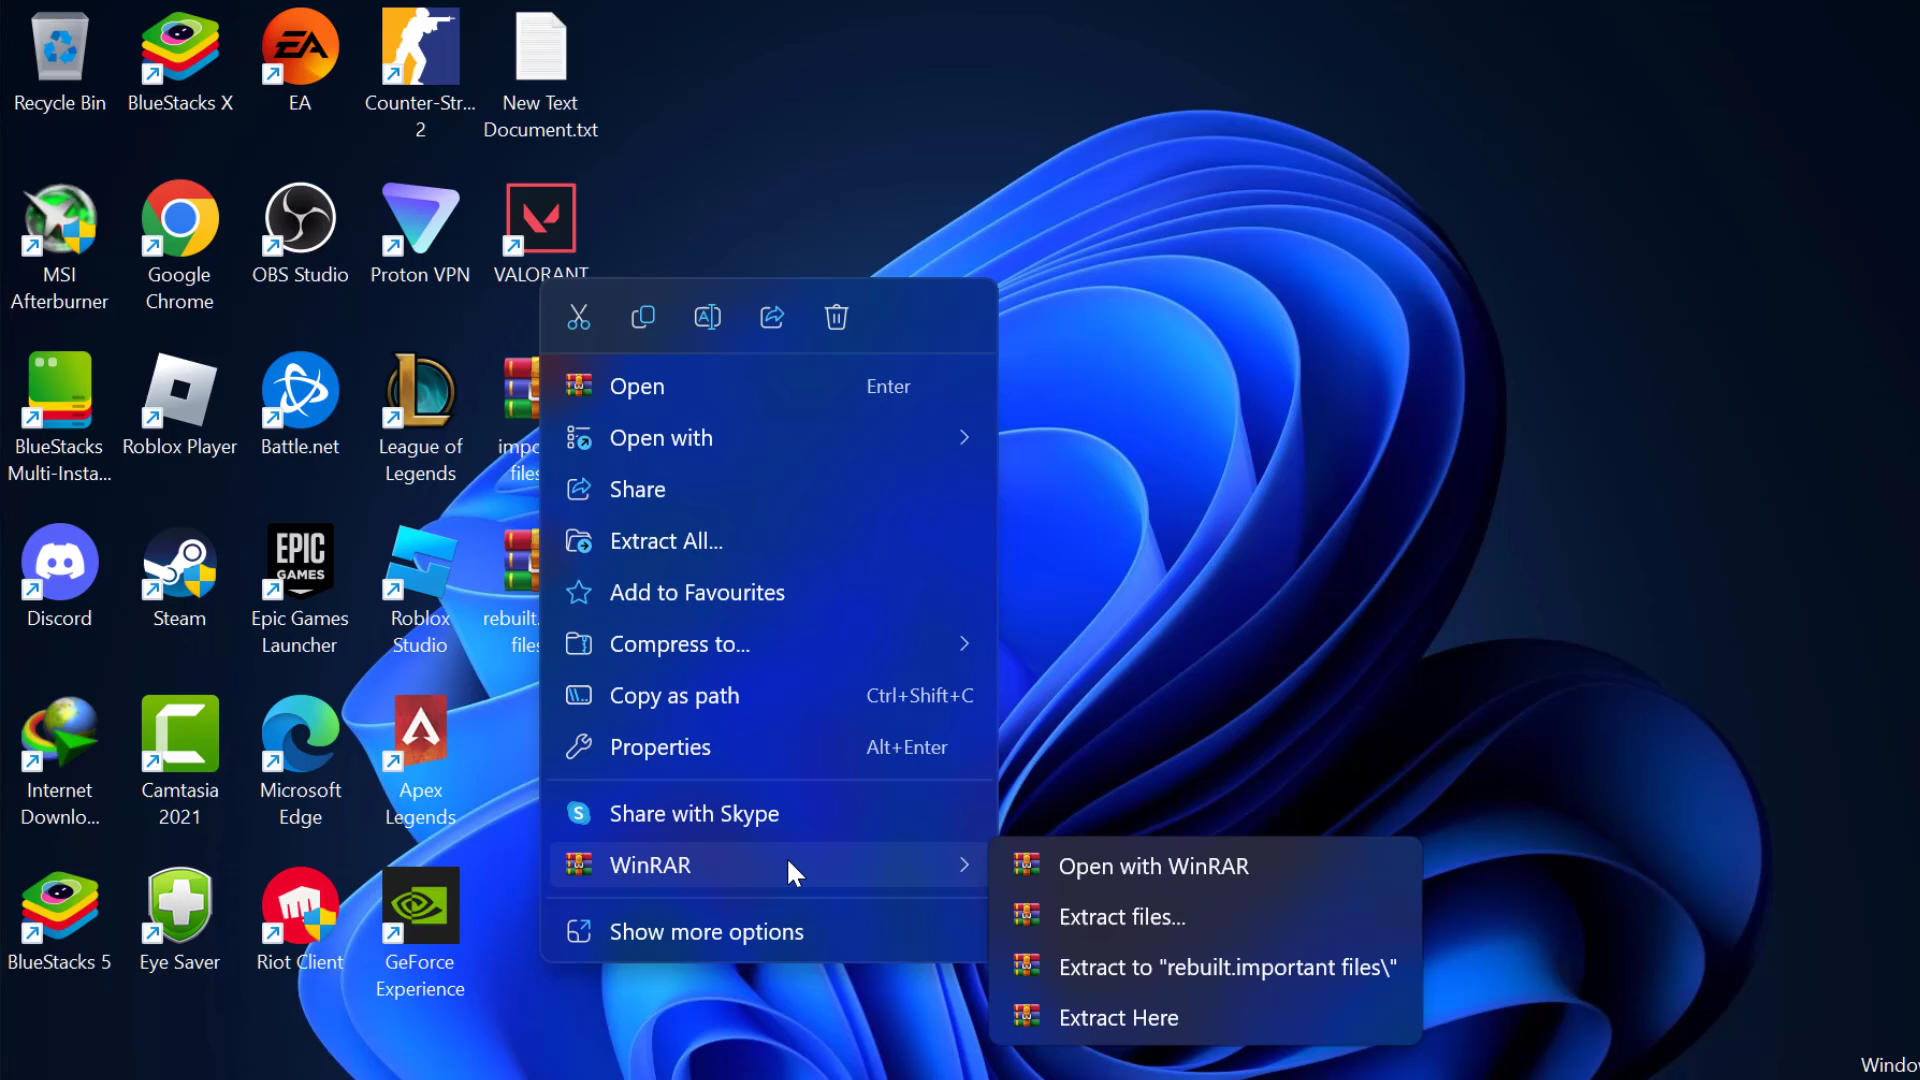 Recycle Bin
BlueStacks X
EA
Counter-Str...
2
New Text
Document.txt
MSI
Afterburner
Google
Chrome
OBS Studio
Proton VPN
VALORANT
BlueStacks
Multi-Insta...
Roblox Player
Battle.net
League of
Legends
impo
files
Discord
Steam
EPIC
GAMES
Epic Games
Launcher
Roblox
Studio
rebuilt.
files
Internet
Downlo...
Camtasia
2021
Microsoft
Edge
Apex
Legends
BlueStacks 5
Eye Saver
Riot Client
GeForce
Experience
Open Enter
Open with
Share
Extract All...
Add to Favourites
Compress to...
Copy as path Ctrl+Shift+C
Properties Alt+Enter
Share with Skype
WinRAR
Show more options
Open with WinRAR
Extract files...
Extract to "rebuilt.important files\"
Extract Here
Window